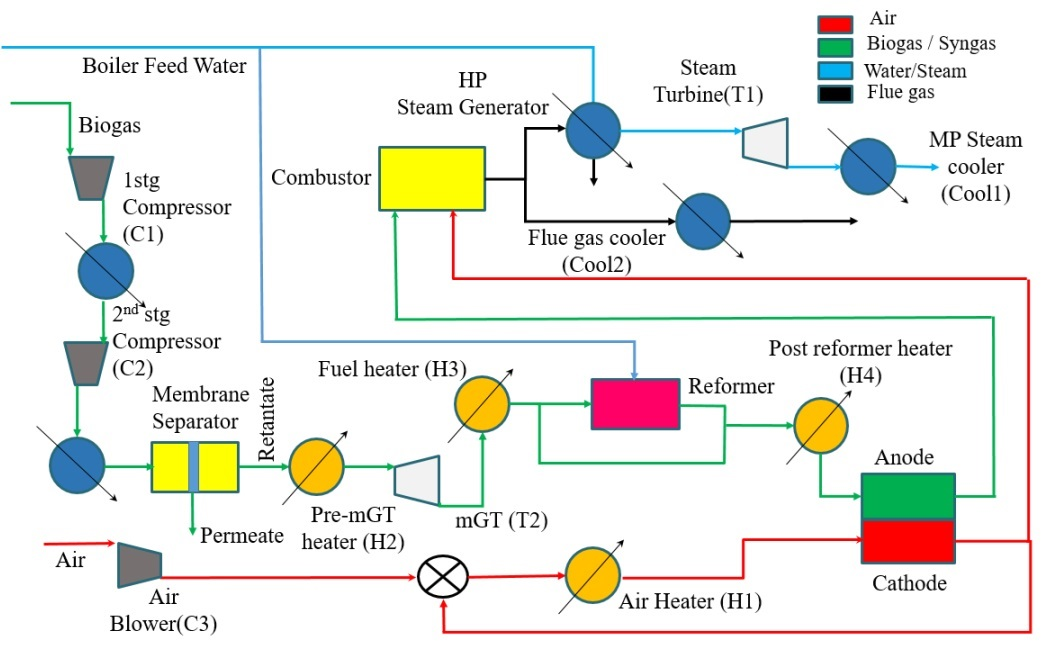 Air
Biogas / Syngas
Water/Steam
Flue gas
Boiler Feed Water
HP
Steam Generator
Steam
Turbine(T1)
MP Steam
cooler
(Cool1)
Biogas
Combustor
1stg
Compressor
(C1)
Flue gas cooler
(Cool2)
2nd stg
Compressor
(C2)
Fuel heater (H3)
Post reformer heater
(H4)
Reformer
Membrane
Separator
Retantate
Anode
Pre-mGT
heater (H2)
mGT (T2)
Permeate
Air
Cathode
Air
Blower(C3)
Air Heater (H1)